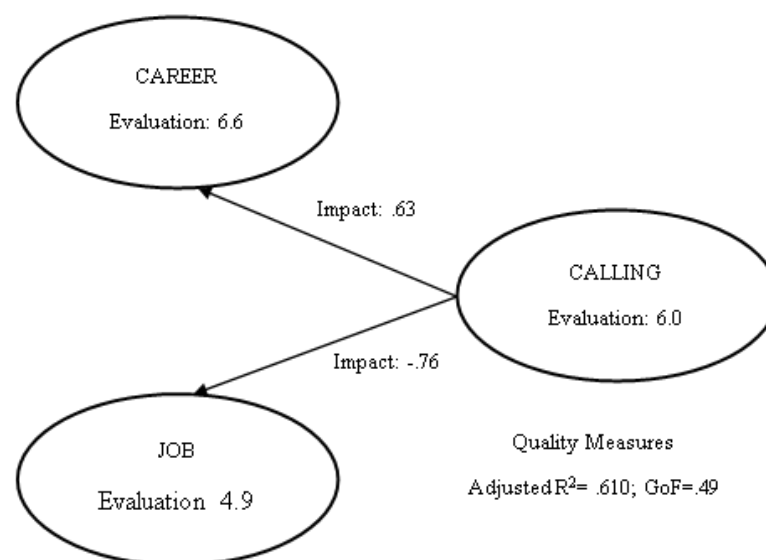 CAREER
Evaluation: 6.6
Impact: .63
CALLING
Evaluation: 6.0
Impact: -.76
JOB
Evaluation 4.9
Quality Measures
Adjusted R²= .610; GoF=.49